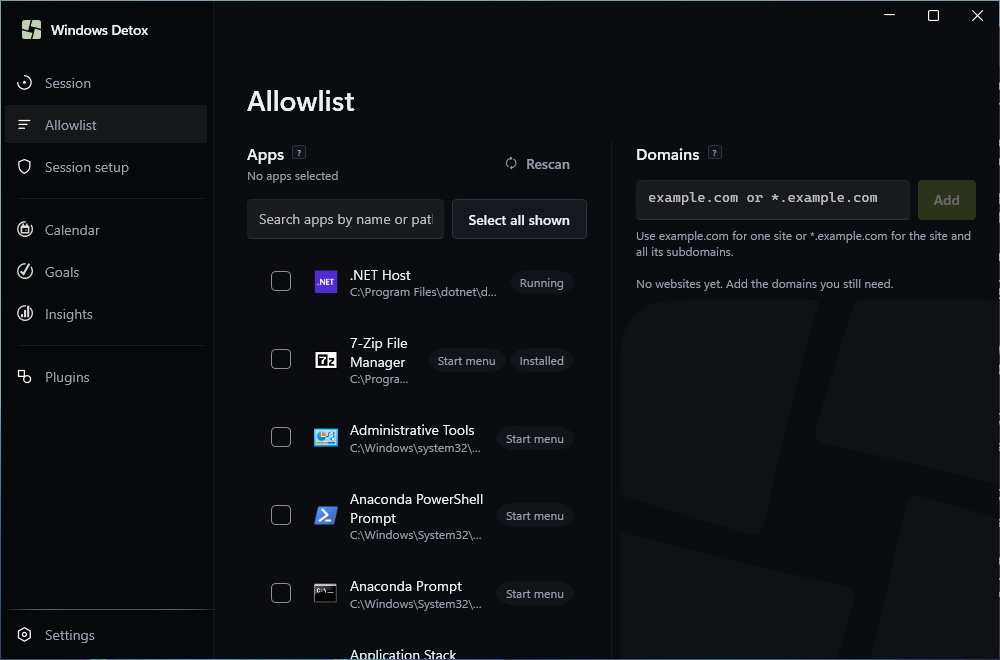 Windows Detox
Session
Allowlist
Session setup
Calendar
Goals
Insights
Plugins
Settings
Allowlist
Apps ?
No apps selected
Rescan
Search apps by name or pat
Select all shown
.NET
.NET Host
C:\Program Files\dotnet\d...
Running
7z
7-Zip File
Manager
C:\Progra...
Start menu
Installed
Administrative Tools
C:\Windows\system32\...
Start menu
Anaconda PowerShell
Prompt
C:\Windows\System32\...
Start menu
Anaconda Prompt
C:\Windows\System32\...
Start menu
Application Stack
Domains ?
example.com or *.example.com
Add
Use example.com for one site or *.example.com for the site and
all its subdomains.
No websites yet. Add the domains you still need.